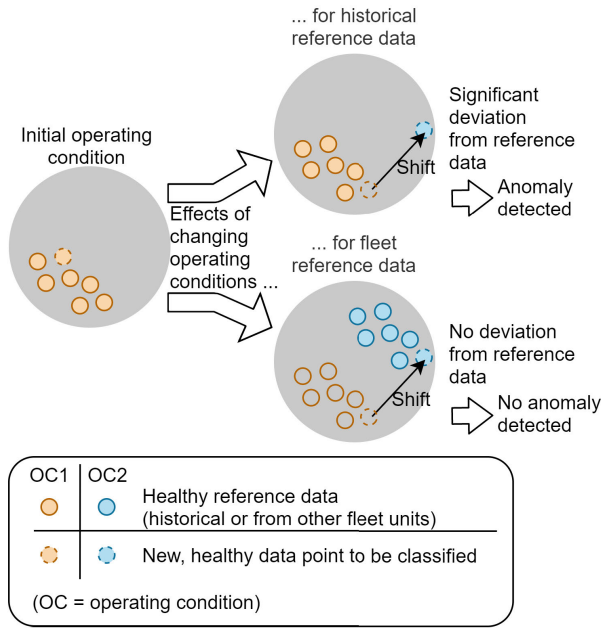 ... for historical
reference data
Initial operating
condition
Significant
deviation
from reference
data
Shift
Anomaly
detected
Effects of
changing
operating
conditions ...
... for fleet
reference data
No deviation
from reference
data
Shift
No anomaly
detected
OC1 OC2
Healthy reference data
(historical or from other fleet units)
New, healthy data point to be classified
(OC = operating condition)